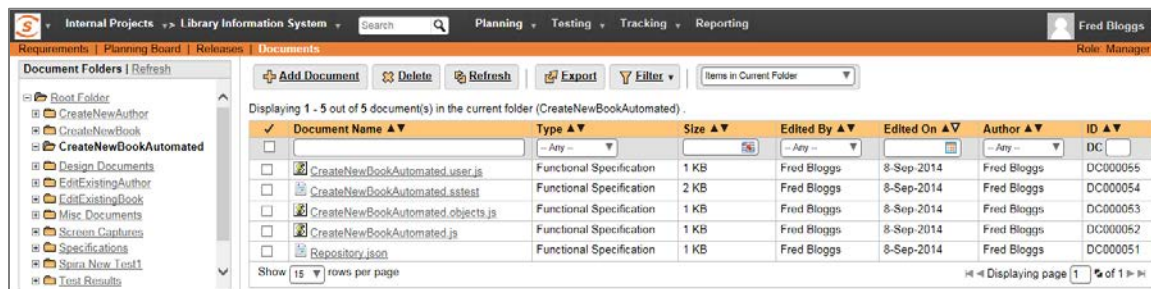 Internal Projects > Library Information System Search Planning Testing Tracking Reporting Fred Bloggs
Requirements | Planning Board | Releases | Documents Role: Manager
Document Folders | Refresh
Root Folder
CreateNewAuthor
CreateNewBook
CreateNewBookAutomated
Design Documents
EditExistingAuthor
EditExistingBook
Misc Documents
Screen Captures
Specifications
Spira New Test1
Test Results
Add Document Delete Refresh Export Filter Items in Current Folder
Displaying 1 - 5 out of 5 document(s) in the current folder (CreateNewBookAutomated) .
Document Name Type Size Edited By Edited On Author ID
-- Any -- -- Any -- -- Any -- DC
CreateNewBookAutomated.user.js Functional Specification 1 KB Fred Bloggs 8-Sep-2014 Fred Bloggs DC000055
CreateNewBookAutomated.sstest Functional Specification 2 KB Fred Bloggs 8-Sep-2014 Fred Bloggs DC000054
CreateNewBookAutomated.objects.js Functional Specification 1 KB Fred Bloggs 8-Sep-2014 Fred Bloggs DC000053
CreateNewBookAutomated.js Functional Specification 1 KB Fred Bloggs 8-Sep-2014 Fred Bloggs DC000052
Repository.json Functional Specification 1 KB Fred Bloggs 8-Sep-2014 Fred Bloggs DC000051
Show 15 rows per page Displaying page 1 of 1